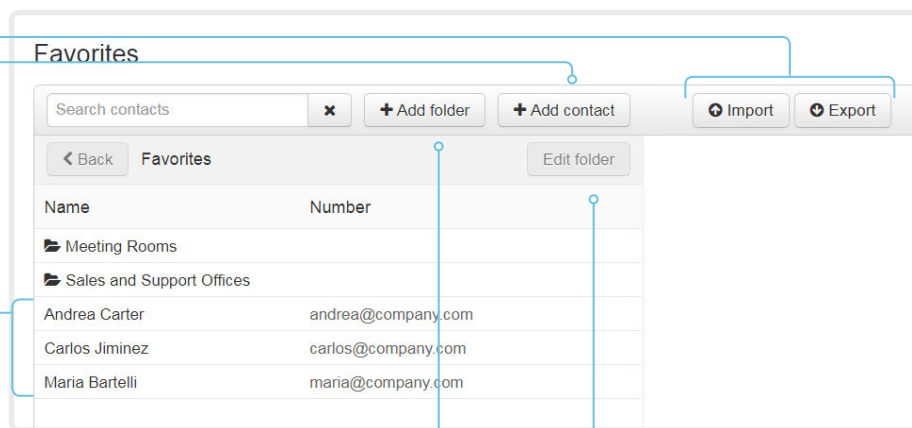 Favorites
Search contacts Add folder Add contact Import Export
Back Favorites Edit folder
Name Number
Meeting Rooms
Sales and Support Offices
Andrea Carter andrea@company.com
Carlos Jiminez carlos@company.com
Maria Bartelli maria@company.com